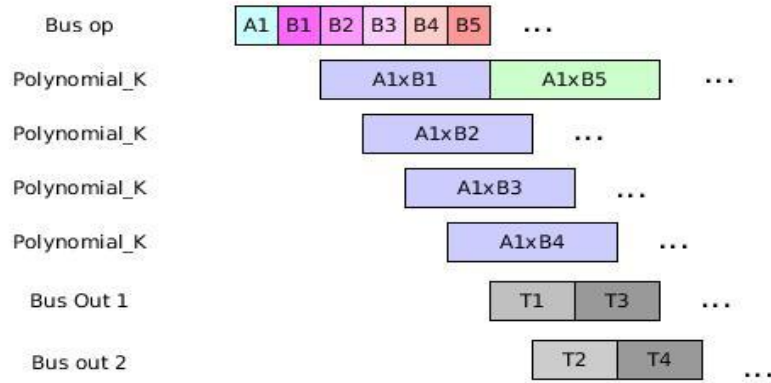 Bus op A1 B1 B2 B3 B4 B5 ...
Polynomial_K A1xB1 A1xB5 ...
Polynomial_K A1xB2 ...
Polynomial_K A1xB3 ...
Polynomial_K A1xB4 ...
Bus Out 1 T1 T3 ...
Bus out 2 T2 T4 ...